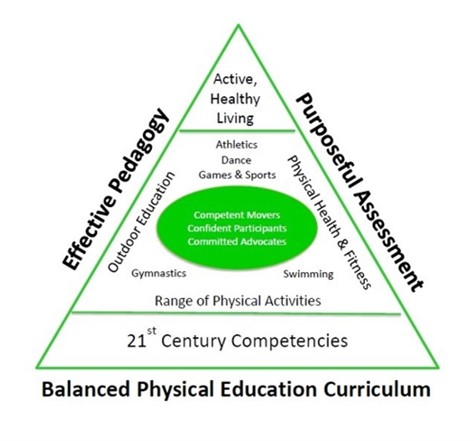 Active,
Healthy
Living
Effective Pedagogy
Purposeful Assessment
Athletics
Dance
Games & Sports
Outdoor Education
Physical Health & Fitness
Competent Movers
Confident Participants
Committed Advocates
Gymnastics
Swimming
Range of Physical Activities
21st Century Competencies
Balanced Physical Education Curriculum